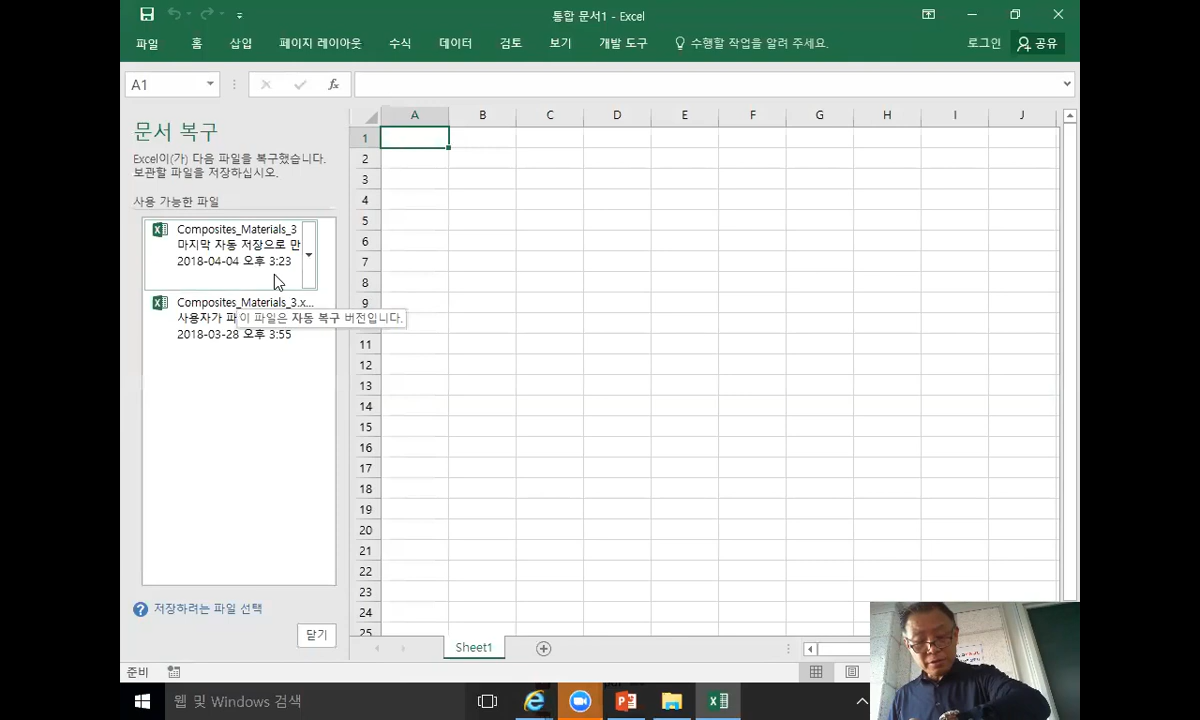 통합 문서1 - Excel
파일 홈 삽입 페이지 레이아웃 수식 데이터 검토 보기 개발 도구 수행할 작업을 알려 주세요. 로그인 공유
A1 fx
A B C D E F G H I J
문서 복구
Excel이(가) 다음 파일을 복구했습니다.
보관할 파일을 저장하십시오.
사용 가능한 파일
Composites_Materials_3
마지막 자동 저장으로 만
2018-04-04 오후 3:23
Composites_Materials_3.x...
사용자가 파
이 파일은 자동 복구 버전입니다.
2018-03-28 오후 3:55
저장하려는 파일 선택
닫기
1
2
3
4
5
6
7
8
9
11
12
13
14
15
16
17
18
19
20
21
22
23
24
25
Sheet1
준비
웹 및 Windows 검색